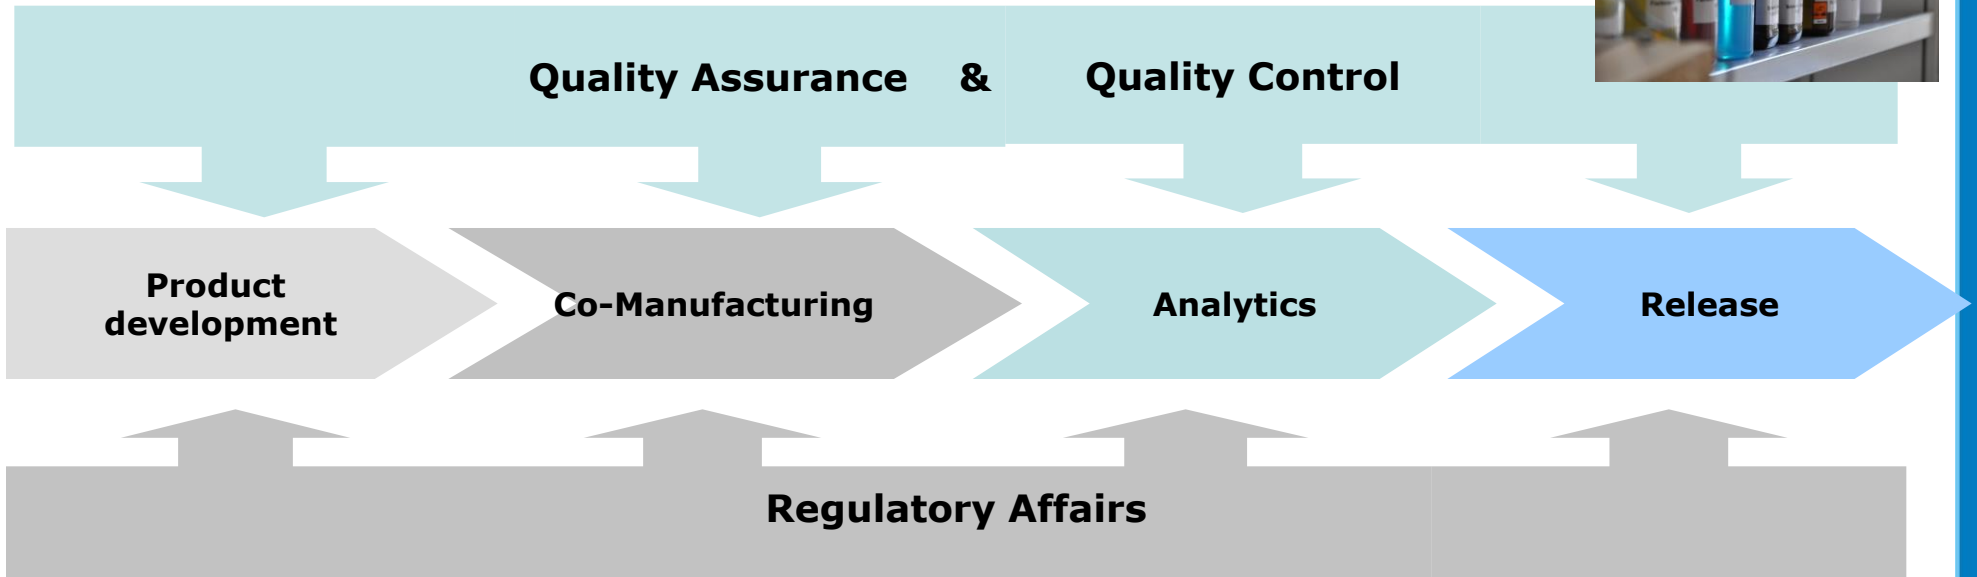 Quality Assurance & Quality Control
Product
development
Co-Manufacturing
Analytics
Release
Regulatory Affairs